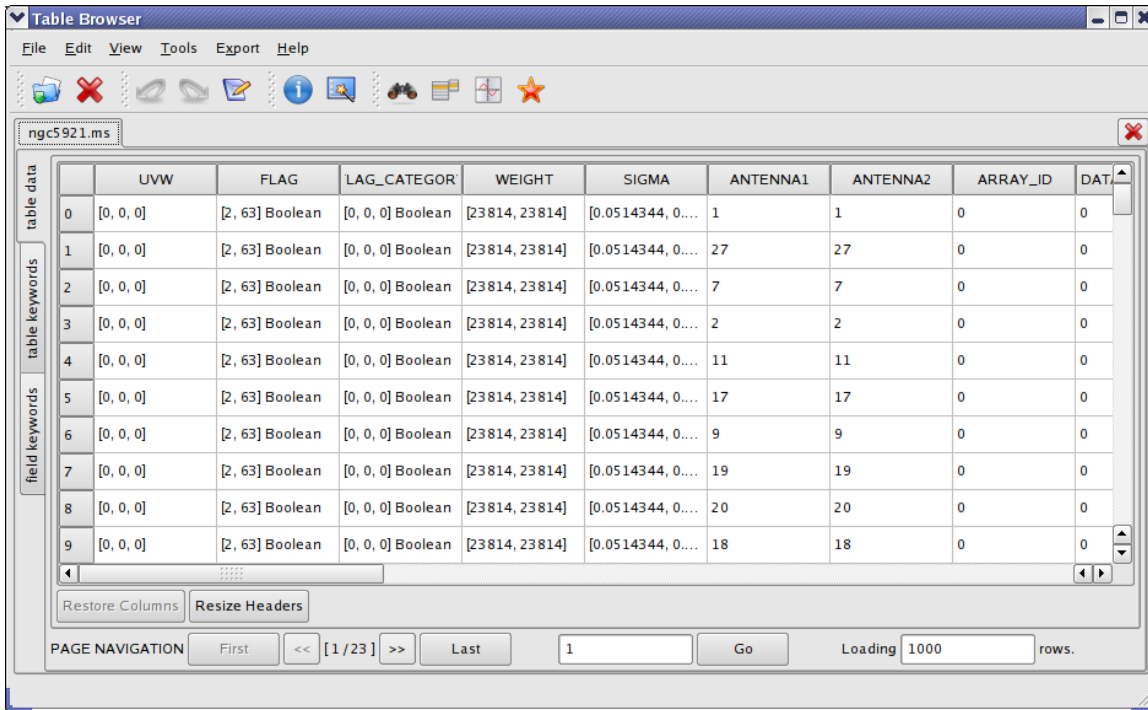 Table Browser
File Edit View Tools Export Help
ngc5921.ms
table data
table keywords
field keywords
UVW FLAG LAG_CATEGOR WEIGHT SIGMA ANTENNA1 ANTENNA2 ARRAY_ID DATA
0 [0, 0, 0] [2, 63] Boolean [0, 0, 0] Boolean [23814, 23814] [0.0514344, 0.... 1 1 0 0
1 [0, 0, 0] [2, 63] Boolean [0, 0, 0] Boolean [23814, 23814] [0.0514344, 0.... 27 27 0 0
2 [0, 0, 0] [2, 63] Boolean [0, 0, 0] Boolean [23814, 23814] [0.0514344, 0.... 7 7 0 0
3 [0, 0, 0] [2, 63] Boolean [0, 0, 0] Boolean [23814, 23814] [0.0514344, 0.... 2 2 0 0
4 [0, 0, 0] [2, 63] Boolean [0, 0, 0] Boolean [23814, 23814] [0.0514344, 0.... 11 11 0 0
5 [0, 0, 0] [2, 63] Boolean [0, 0, 0] Boolean [23814, 23814] [0.0514344, 0.... 17 17 0 0
6 [0, 0, 0] [2, 63] Boolean [0, 0, 0] Boolean [23814, 23814] [0.0514344, 0.... 9 9 0 0
7 [0, 0, 0] [2, 63] Boolean [0, 0, 0] Boolean [23814, 23814] [0.0514344, 0.... 19 19 0 0
8 [0, 0, 0] [2, 63] Boolean [0, 0, 0] Boolean [23814, 23814] [0.0514344, 0.... 20 20 0 0
9 [0, 0, 0] [2, 63] Boolean [0, 0, 0] Boolean [23814, 23814] [0.0514344, 0.... 18 18 0 0
Restore Columns Resize Headers
PAGE NAVIGATION First << [ 1 / 23 ] >> Last 1 Go Loading 1000 rows.